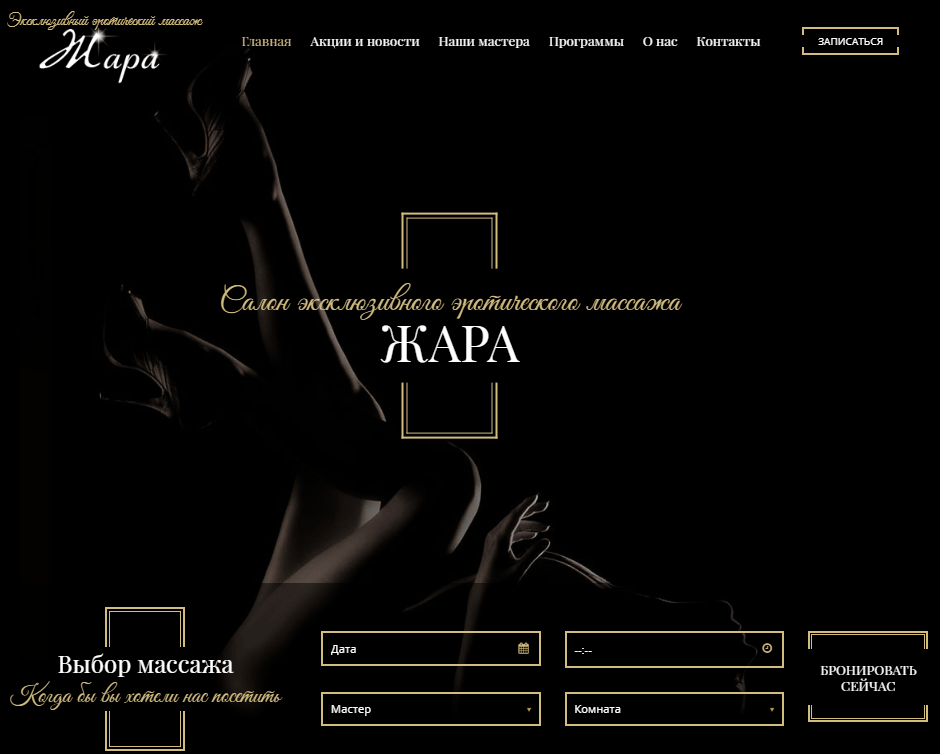 Эксклюзивный эротический массаж
Жара
Главная Акции и новости Наши мастера Программы О нас Контакты ЗАПИСАТЬСЯ
Салон эксклюзивного эротического массажа
ЖАРА
Выбор массажа
Когда бы вы хотели нас посетить
Дата --:--
Мастер Комната
БРОНИРОВАТЬ
СЕЙЧАС